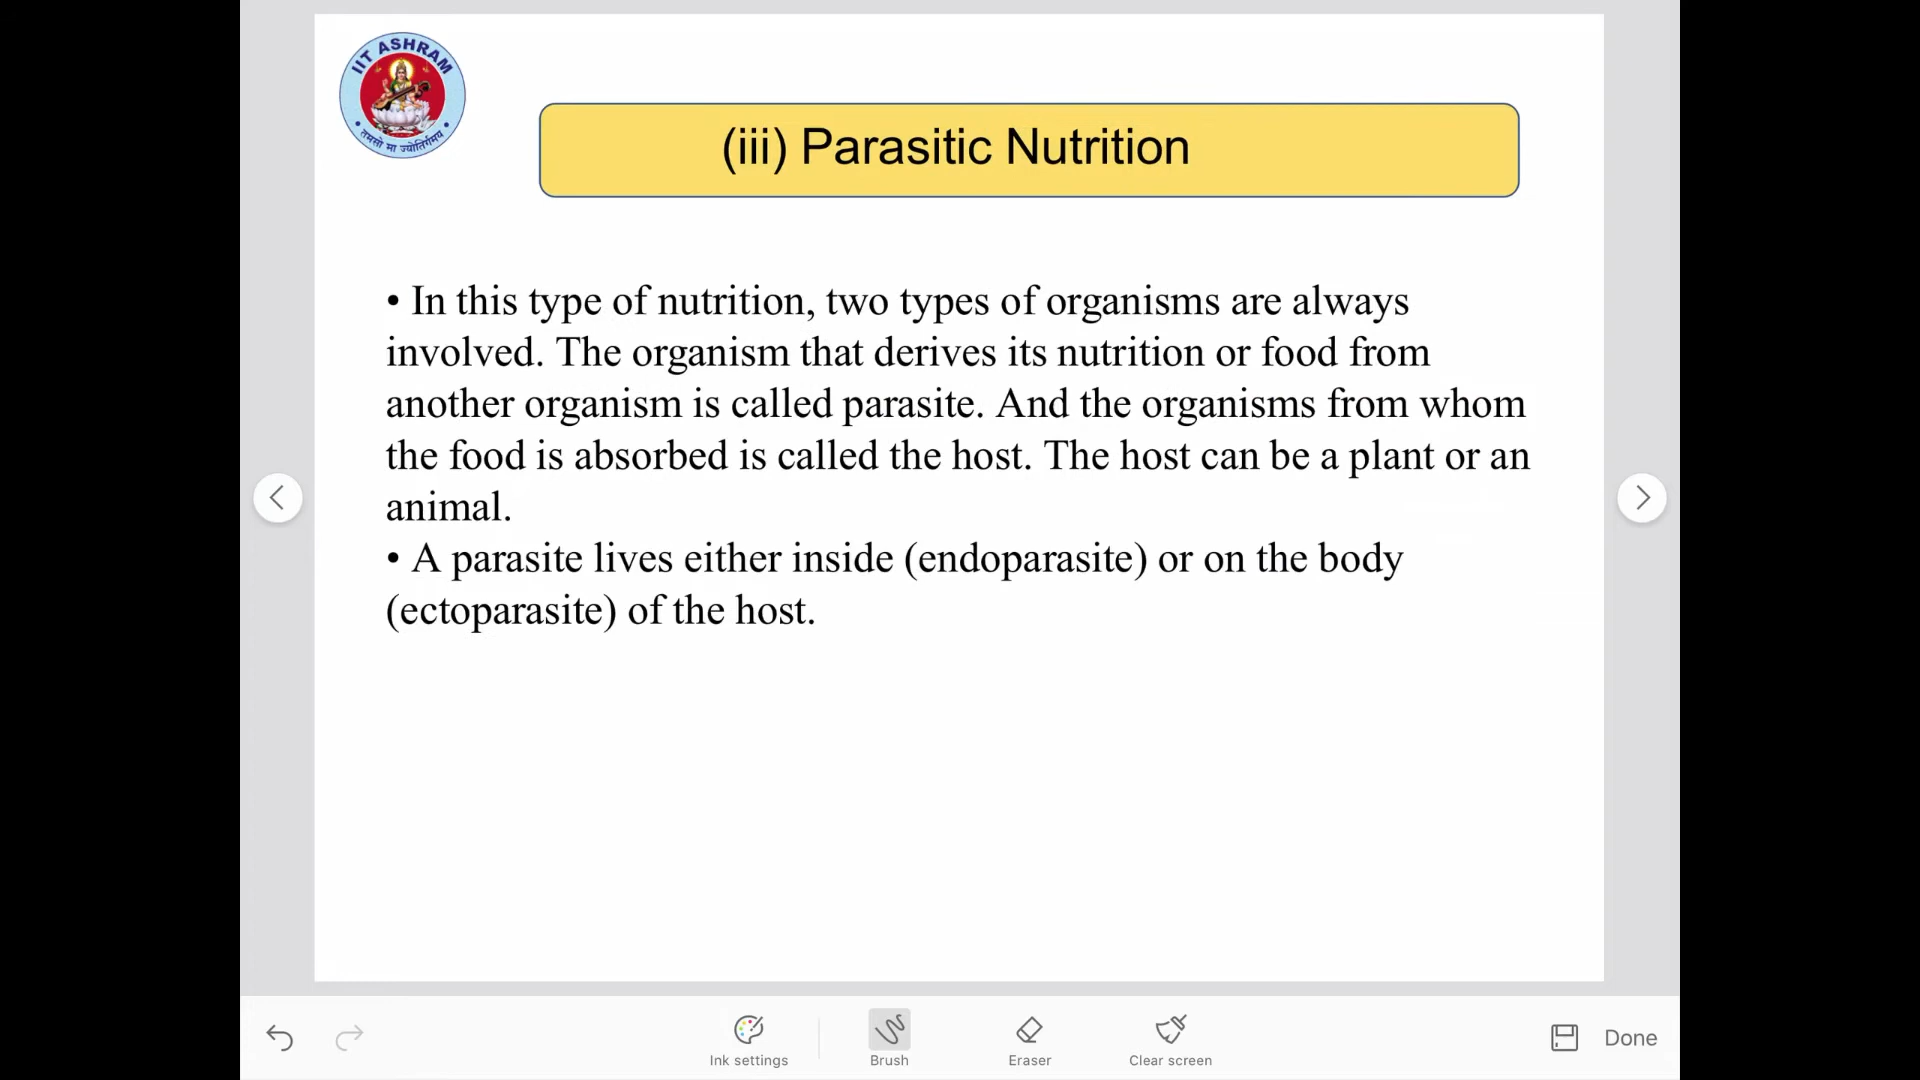 IIT ASHRAM
• तमसो मा ज्योतिर्गमय •
(iii) Parasitic Nutrition
• In this type of nutrition, two types of organisms are always
involved. The organism that derives its nutrition or food from
another organism is called parasite. And the organisms from whom
the food is absorbed is called the host. The host can be a plant or an
animal.
• A parasite lives either inside (endoparasite) or on the body
(ectoparasite) of the host.
Ink settings
Brush
Eraser
Clear screen
Done